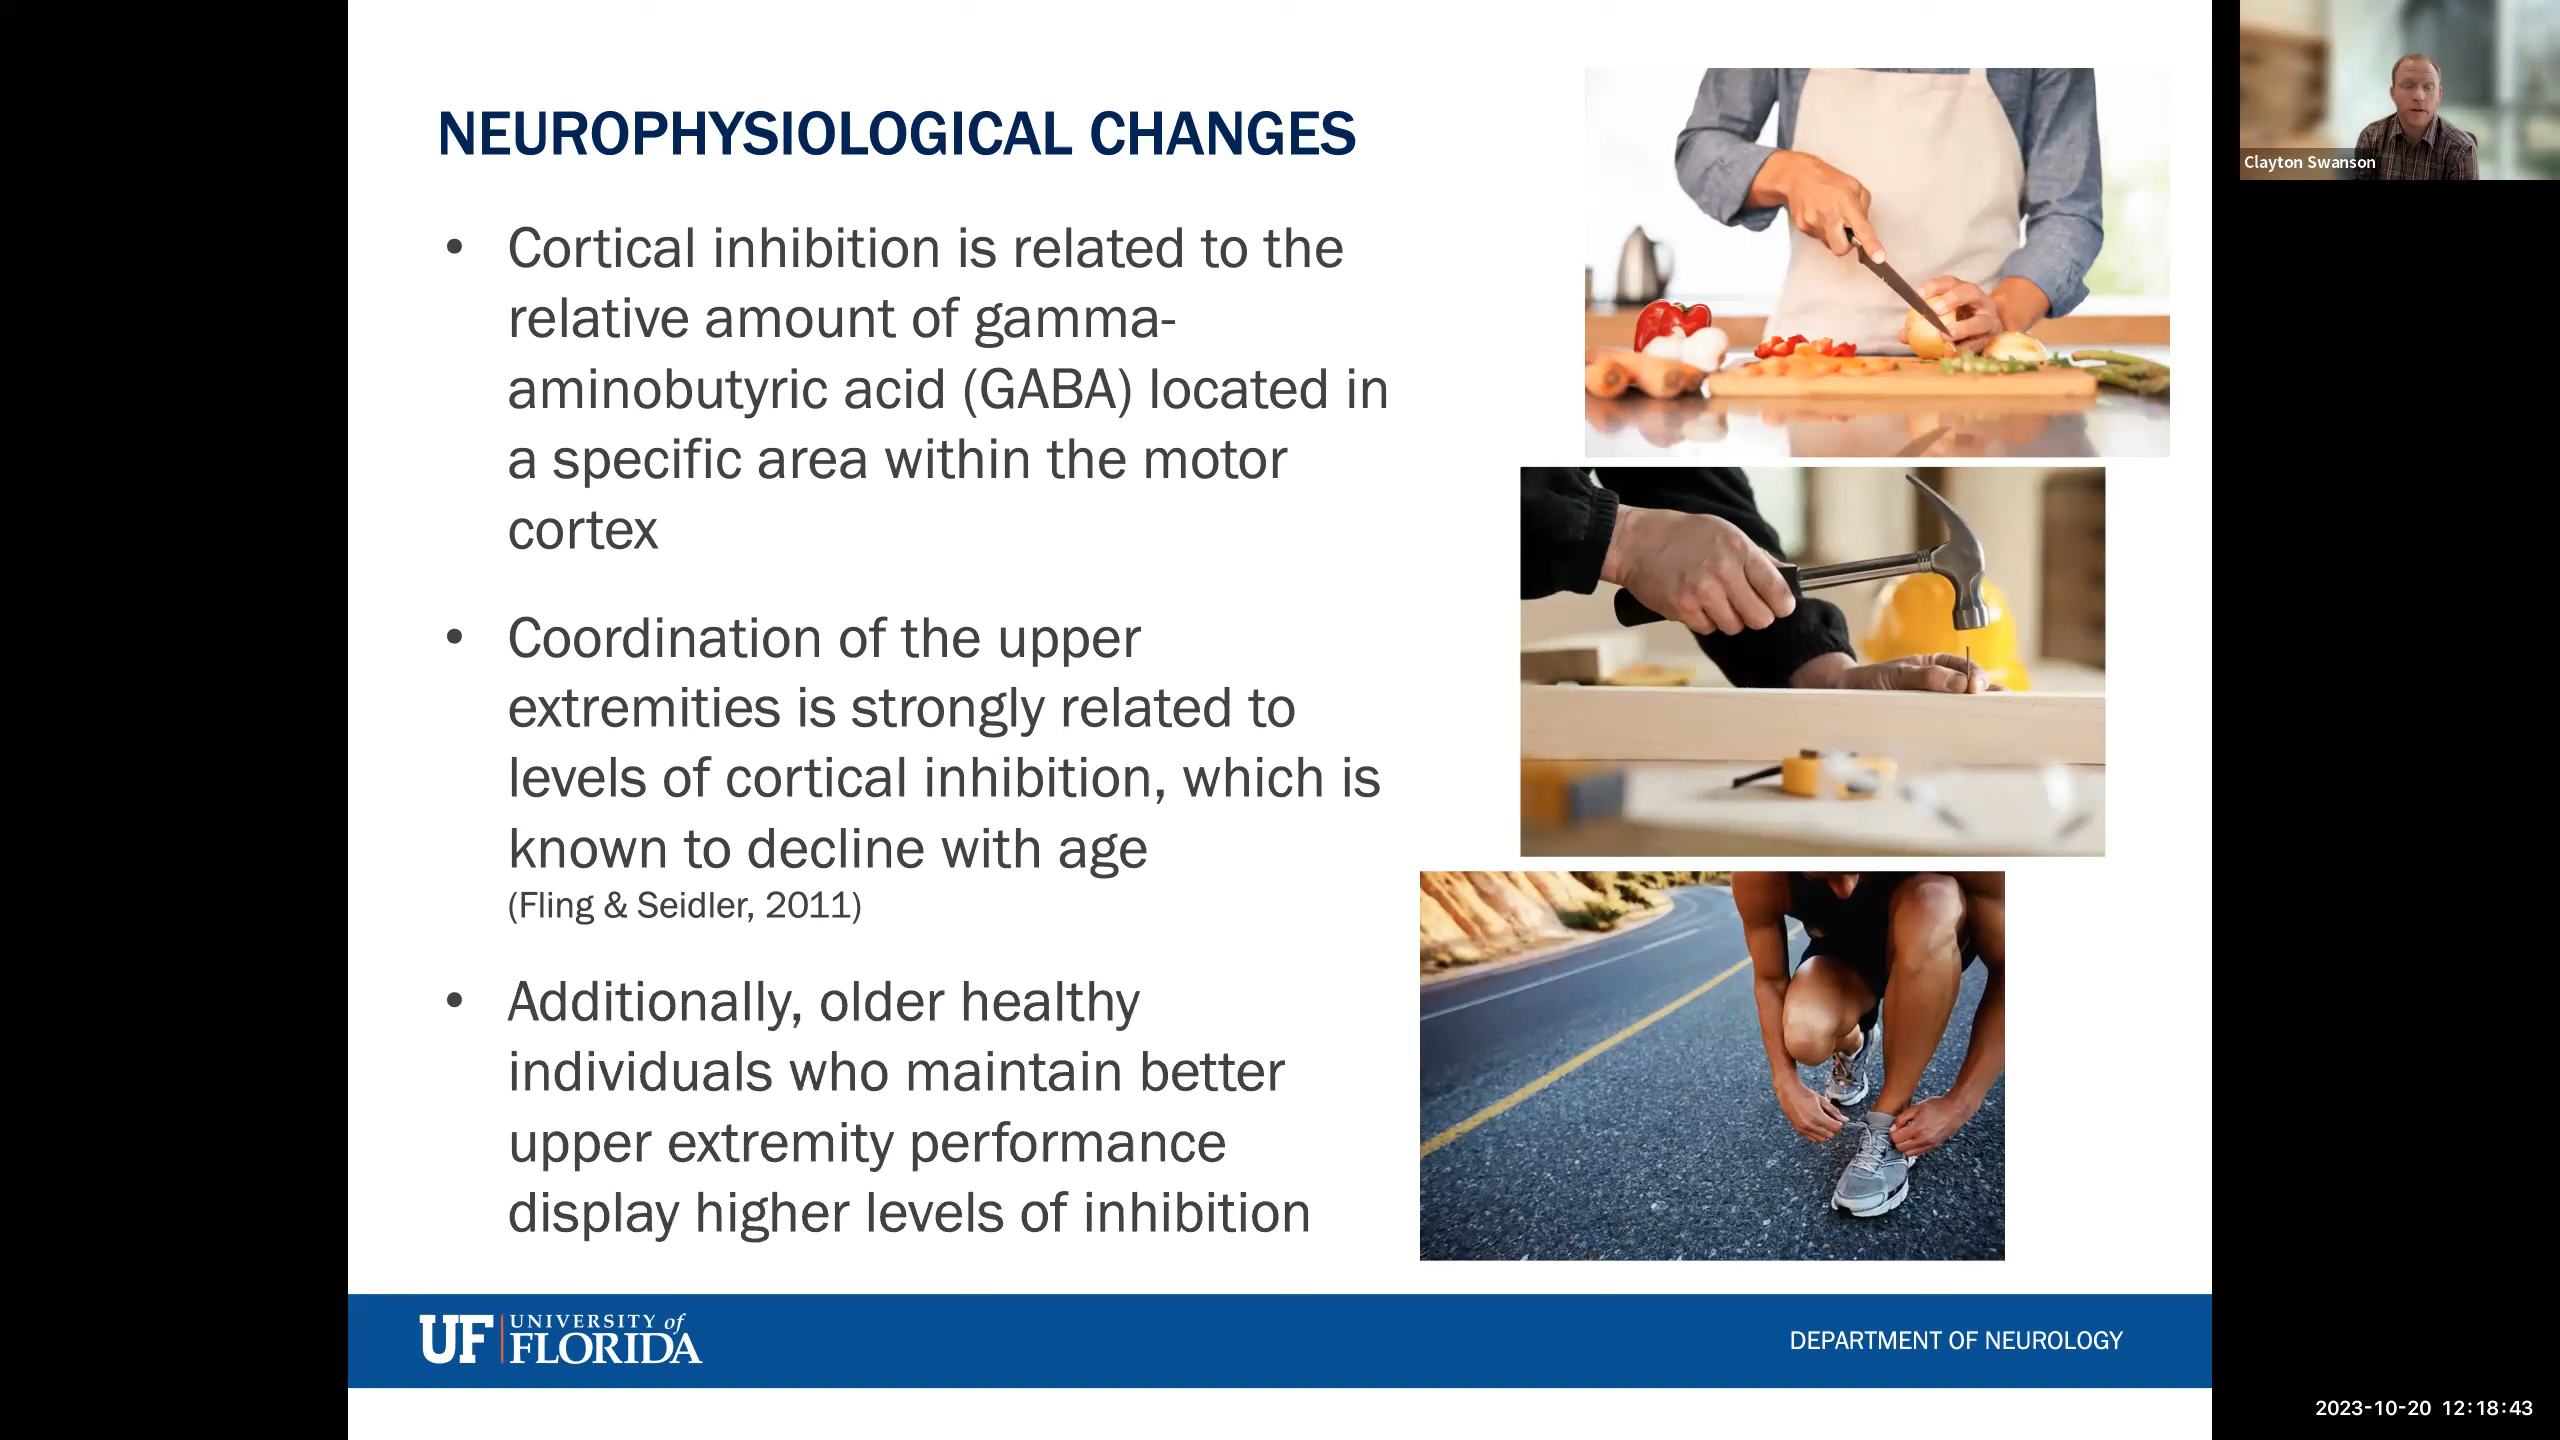 NEUROPHYSIOLOGICAL CHANGES
• Cortical inhibition is related to the
relative amount of gamma-
aminobutyric acid (GABA) located in
a specific area within the motor
cortex
• Coordination of the upper
extremities is strongly related to
levels of cortical inhibition, which is
known to decline with age
(Fling & Seidler, 2011)
• Additionally, older healthy
individuals who maintain better
upper extremity performance
display higher levels of inhibition
UF UNIVERSITY of
FLORIDA
DEPARTMENT OF NEUROLOGY
Clayton Swanson
2023-10-20 12:18:43